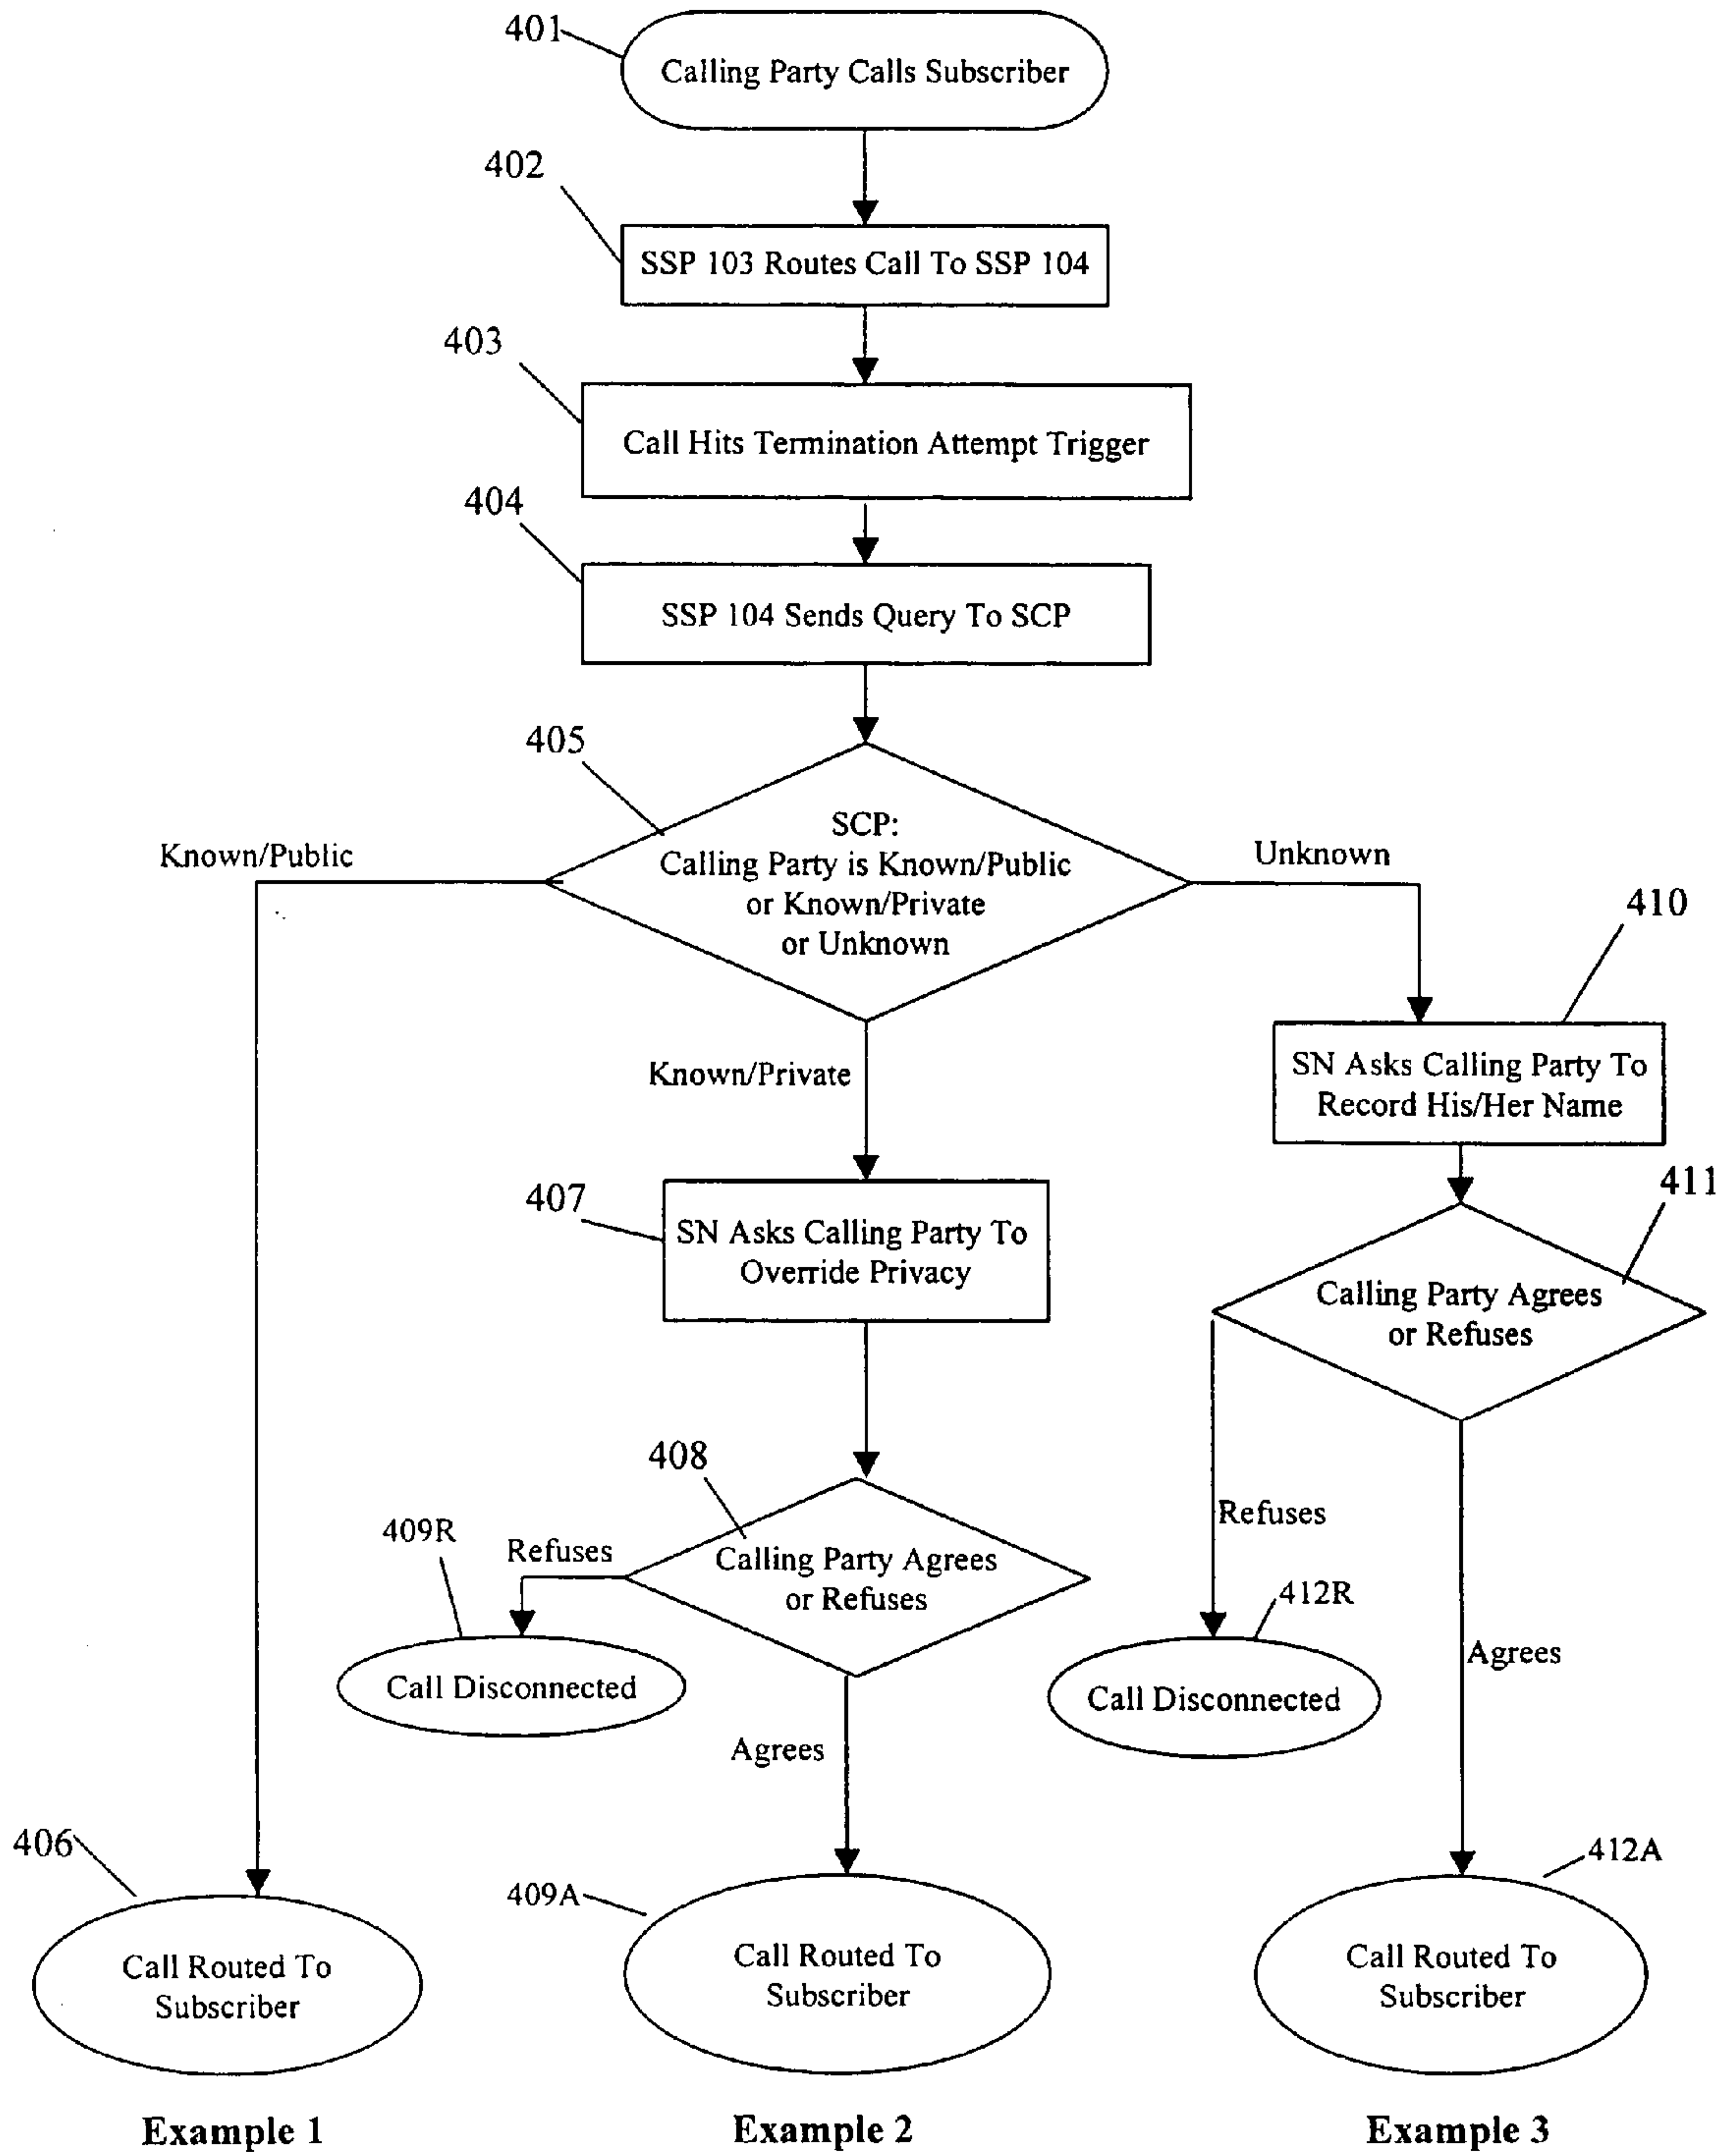 401
Calling Party Calls Subscriber
402
SSP 103 Routes Call To SSP 104
403
Call Hits Termination Attempt Trigger
404
SSP 104 Sends Query To SCP
405
SCP:
Calling Party is Known/Public
or Known/Private
or Unknown
Known/Public
Unknown
410
SN Asks Calling Party To
Record His/Her Name
Known/Private
407
SN Asks Calling Party To
Override Privacy
411
Calling Party Agrees
or Refuses
408
Calling Party Agrees
or Refuses
409R
Refuses
Call Disconnected
Refuses
412R
Call Disconnected
Agrees
Agrees
406
Call Routed To
Subscriber
409A
Call Routed To
Subscriber
412A
Call Routed To
Subscriber
Example 1
Example 2
Example 3